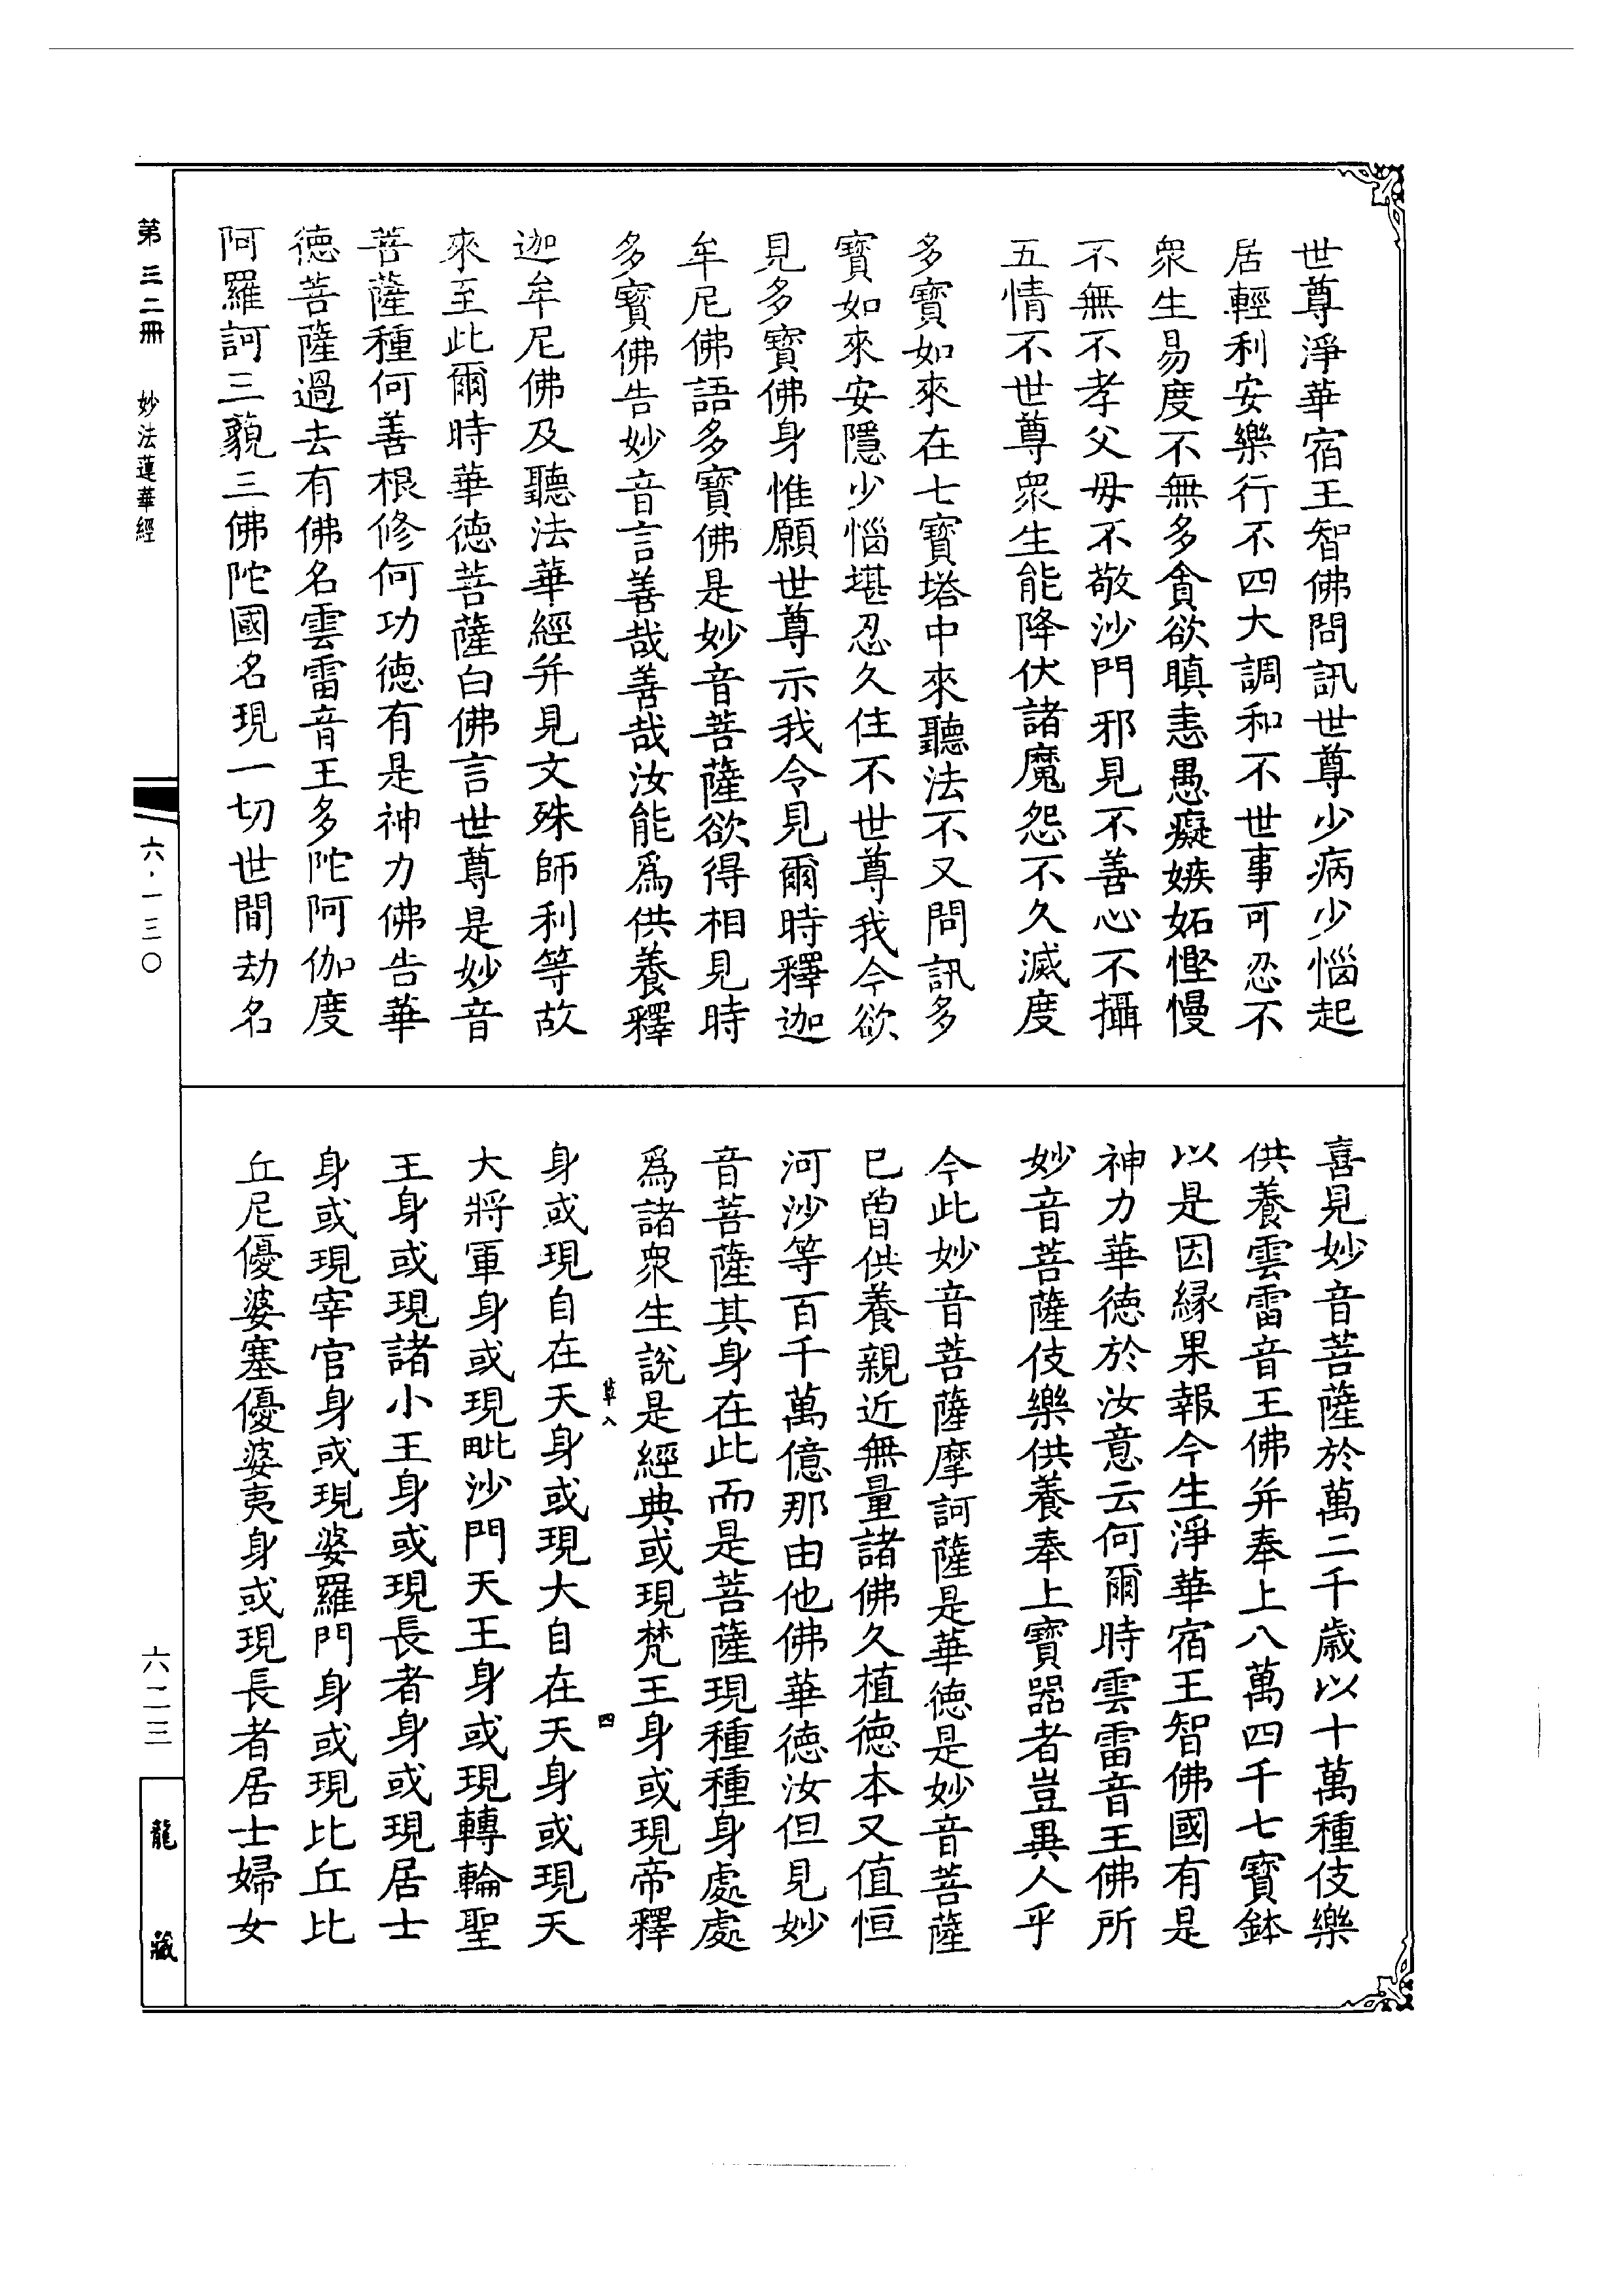 世尊淨華宿王智佛問訊世尊少病少惱起
居輕利安樂行不四大調和不世事可忍不
衆生易度不無多貪欲瞋恚愚癡嫉妬慳慢
不無不孝父母不敬沙門邪見不善心不攝
五情不世尊衆生能降伏諸魔怨不久滅度
多寶如來在七寶塔中來聽法不又問訊多
寶如來安隱少惱堪忍久住不世尊我今欲
見多寶佛身惟願世尊示我令見爾時釋迦
牟尼佛語多寶佛是妙音菩薩欲得相見時
多寶佛告妙音言善哉善哉汝能爲供養釋
迦牟尼佛及聽法華經并見文殊師利等故
來至此爾時華德菩薩白佛言世尊是妙音
菩薩種何善根修何功德有是神力佛告華
德菩薩過去有佛名雲雷音王多陀阿伽度
阿羅訶三藐三佛陀國名現一切世間劫名
喜見妙音菩薩於萬二千歲以十萬種伎樂
供養雲雷音王佛并奉上八萬四千七寶鉢
以是因緣果報今生淨華宿王智佛國有是
神力華德於汝意云何爾時雲雷音王佛所
妙音菩薩伎樂供養奉上寶器者豈異人乎
今此妙音菩薩摩訶薩是華德是妙音菩薩
已曾供養親近無量諸佛久植德本又值恒
河沙等百千萬億那由他佛華德汝但見妙
音菩薩其身在此而是菩薩現種種身處處
爲諸衆生說是經典或現梵王身或現帝釋
草八 四
身或現自在天身或現大自在天身或現天
大將軍身或現毗沙門天王身或現轉輪聖
王身或現諸小王身或現長者身或現居士
身或現宰官身或現婆羅門身或現比丘比
丘尼優婆塞優婆夷身或現長者居士婦女
第三二冊 妙法蓮華經
六·一三〇
六二三
龍藏